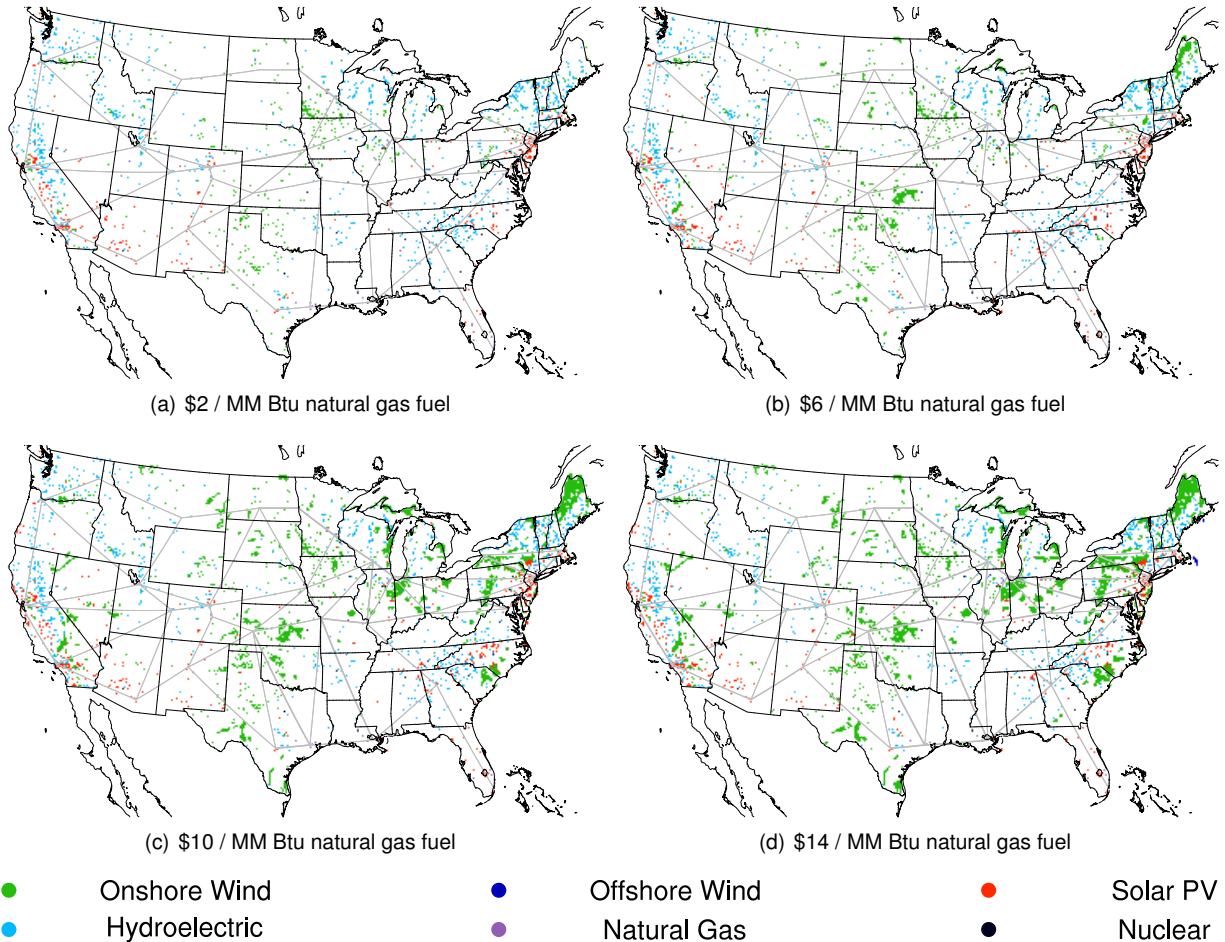 (a) $2 / MM Btu natural gas fuel
(b) $6 / MM Btu natural gas fuel
(c) $10 / MM Btu natural gas fuel
(d) $14 / MM Btu natural gas fuel
Onshore Wind
Offshore Wind
Solar PV
Hydroelectric
Natural Gas
Nuclear